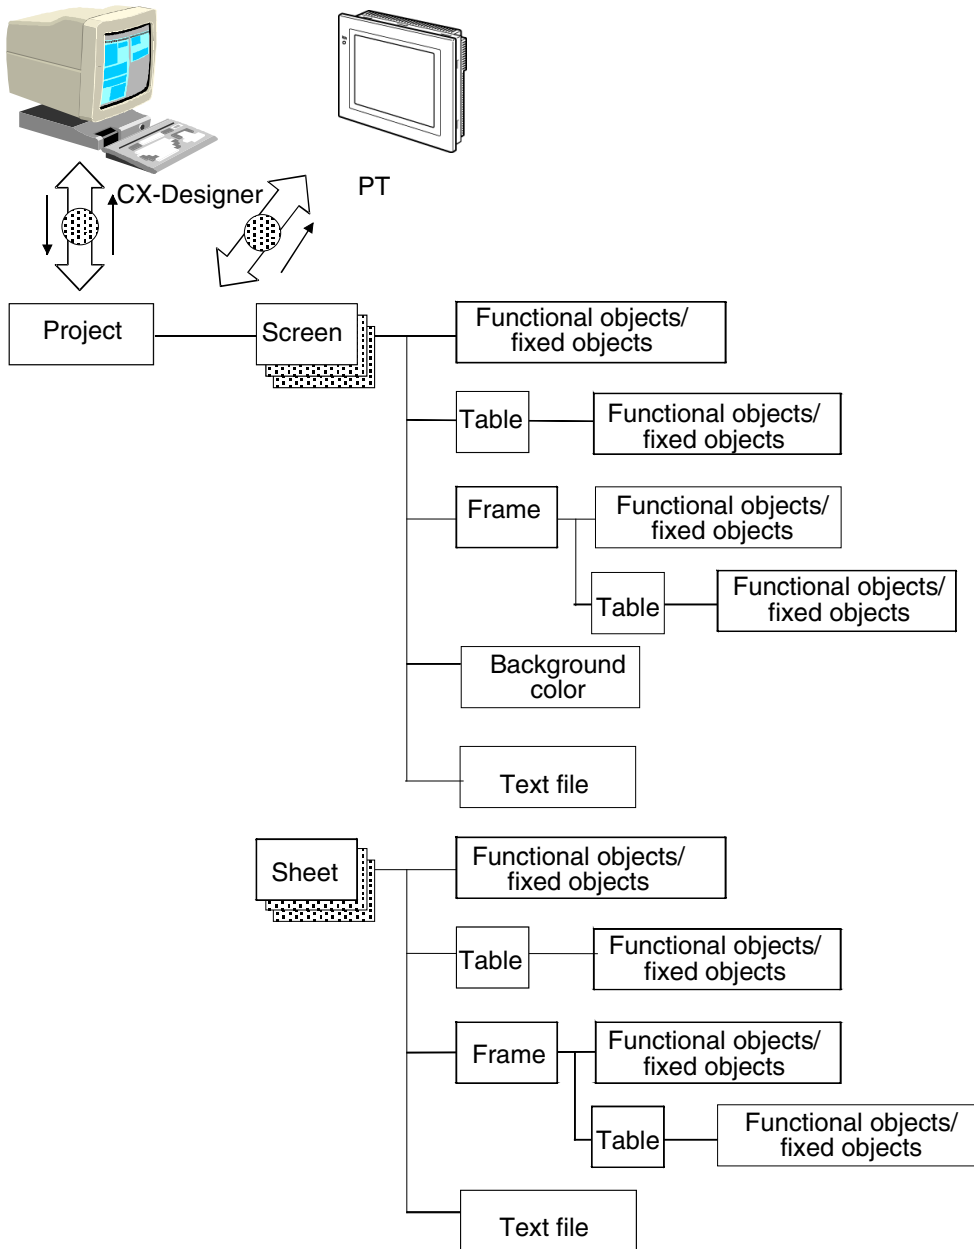 CX-Designer
PT
Project
Screen
Functional objects/
fixed objects
Table
Functional objects/
fixed objects
Frame
Functional objects/
fixed objects
Table
Functional objects/
fixed objects
Background
color
Text file
Sheet
Functional objects/
fixed objects
Table
Functional objects/
fixed objects
Frame
Functional objects/
fixed objects
Table
Functional objects/
fixed objects
Text file